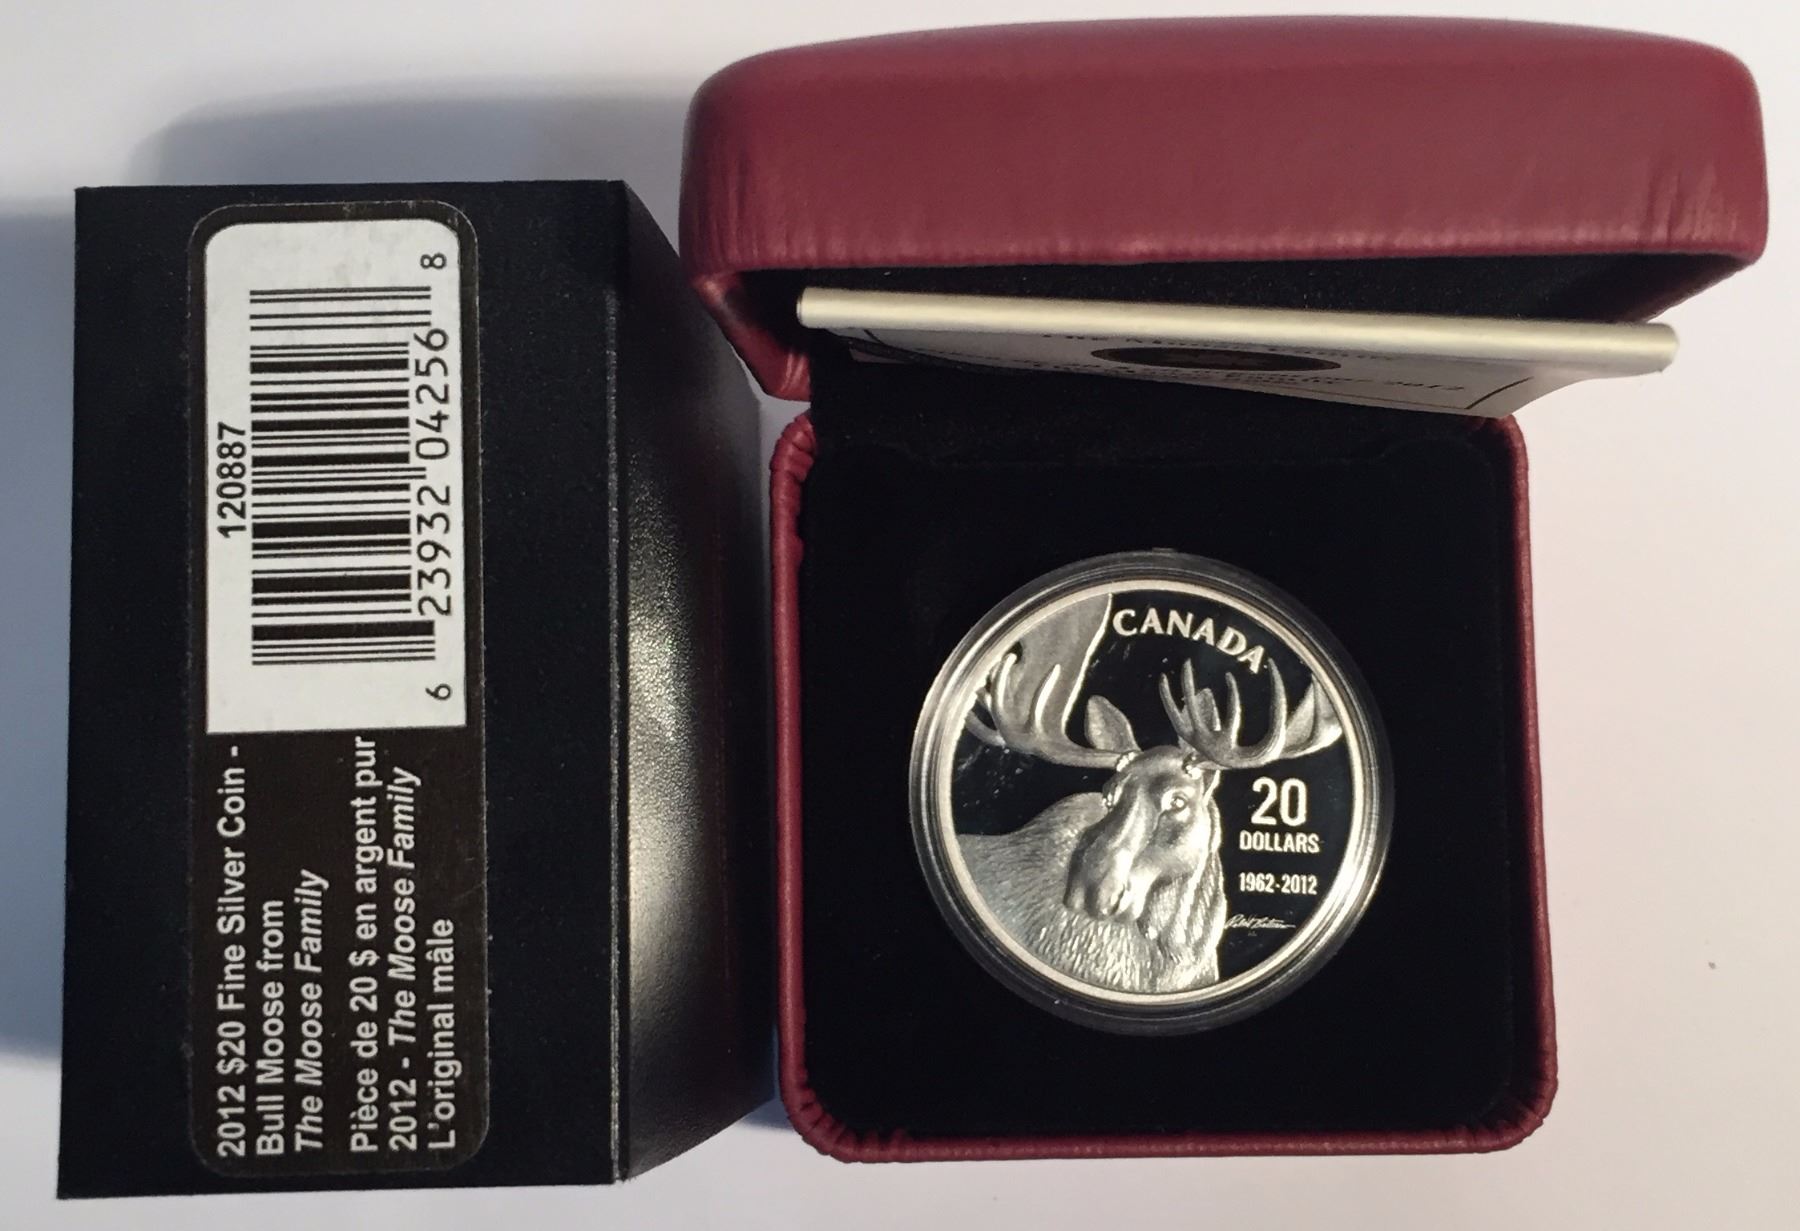 120887
6 23932 04256 8
2012 $20 Fine Silver Coin -
Bull Moose from
The Moose Family
Pièce de 20 $ en argent pur
2012 - The Moose Family
L'original mâle
CANADA
20
DOLLARS
1962-2012